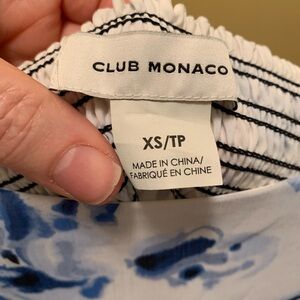 CLUB MONACO
XS/TP
MADE IN CHINA/
FABRIQUÉ EN CHINE